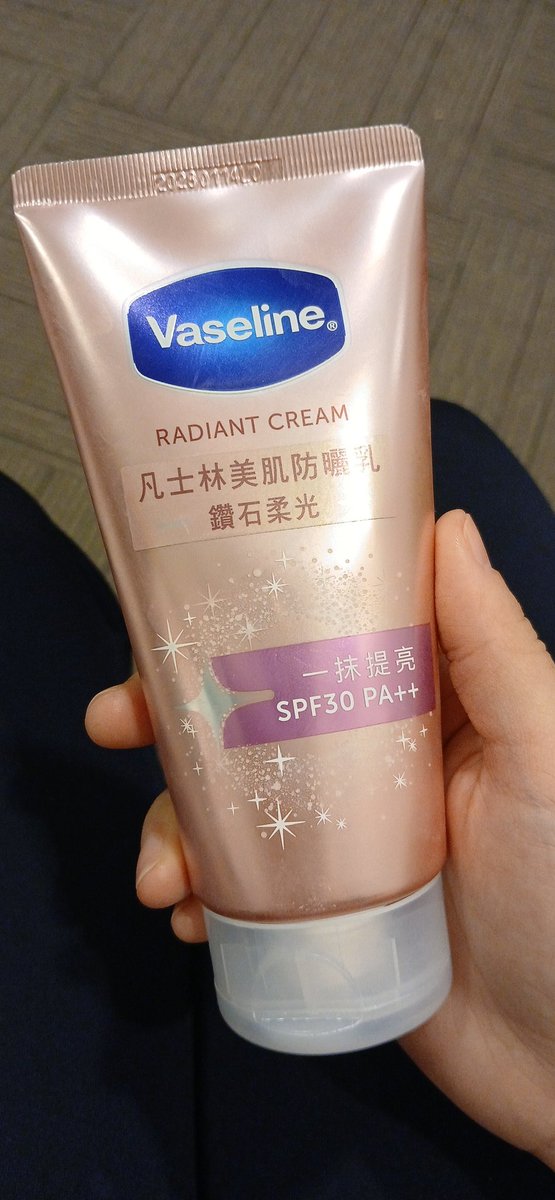 20260114L0
Vaseline®
RADIANT CREAM
凡士林美肌防曬乳
鑽石柔光
一抹提亮
SPF30 PA++